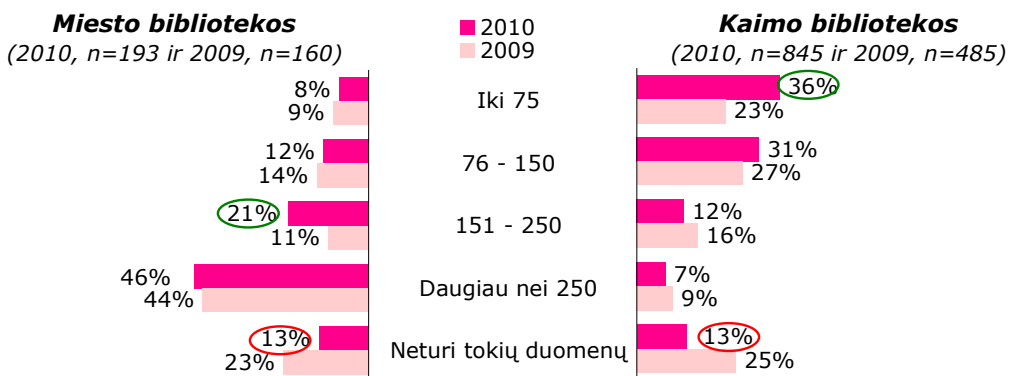 Miesto bibliotekos
(2010, n=193 ir 2009, n=160)
2010
2009
Kaimo bibliotekos
(2010, n=845 ir 2009, n=485)
8%
9%
Iki 75
36%
23%
12%
14%
76 - 150
31%
27%
21%
11%
151 - 250
12%
16%
46%
44%
Daugiau nei 250
7%
9%
13%
23%
Neturi tokių duomenų
13%
25%